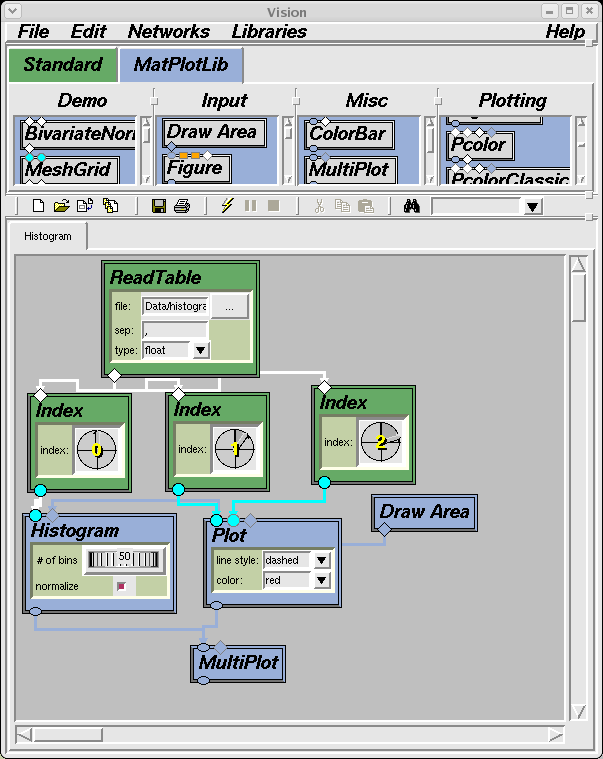 Vision
File Edit Networks Libraries Help
Standard MatPlotLib
Demo Input Misc Plotting
BivariateNor Draw Area ColorBar Pcolor
MeshGrid Figure MultiPlot PcolorClassic
Histogram
ReadTable
file: Data/histogra ...
sep: ,
type: float
Index Index Index
index: 0 index: 1 index: 2
Histogram
# of bins 50
normalize
Plot
line style: dashed
color: red
Draw Area
MultiPlot